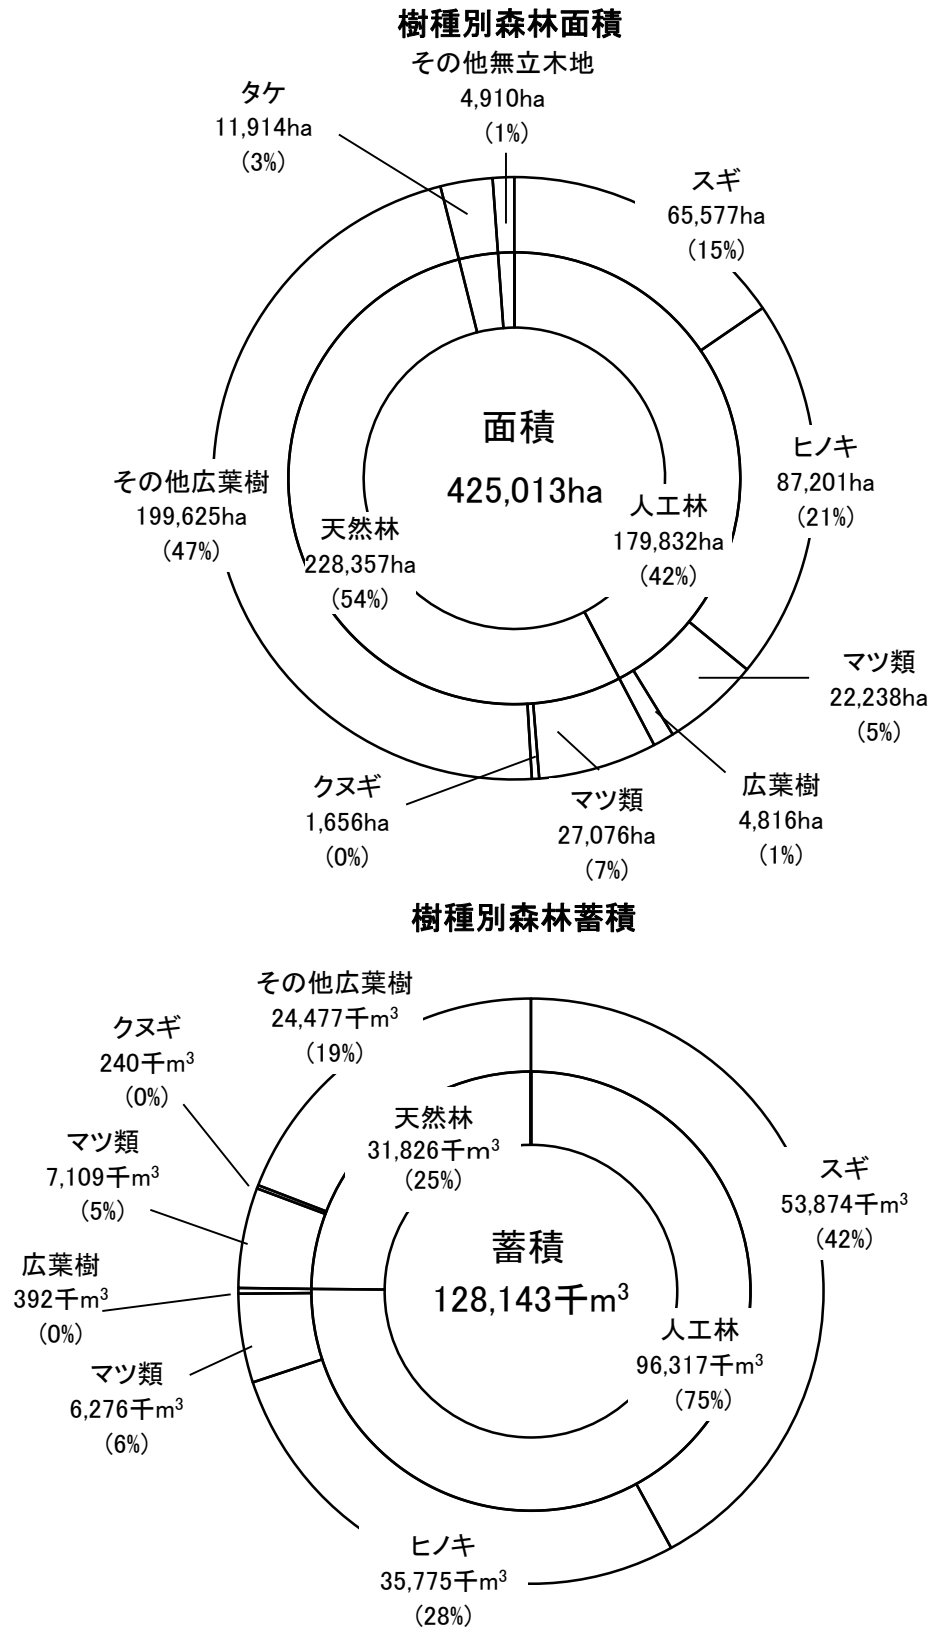 樹種別森林面積
その他無立木地
4,910ha
(1%)
タケ
11,914ha
(3%)
スギ
65,577ha
(15%)
ヒノキ
87,201ha
(21%)
面積
425,013ha
人工林
179,832ha
(42%)
天然林
228,357ha
(54%)
その他広葉樹
199,625ha
(47%)
マツ類
22,238ha
(5%)
広葉樹
4,816ha
(1%)
マツ類
27,076ha
(7%)
クヌギ
1,656ha
(0%)
樹種別森林蓄積
その他広葉樹
24,477千m³
(19%)
クヌギ
240千m³
(0%)
マツ類
7,109千m³
(5%)
広葉樹
392千m³
(0%)
マツ類
6,276千m³
(6%)
天然林
31,826千m³
(25%)
蓄積
128,143千m³
スギ
53,874千m³
(42%)
人工林
96,317千m³
(75%)
ヒノキ
35,775千m³
(28%)